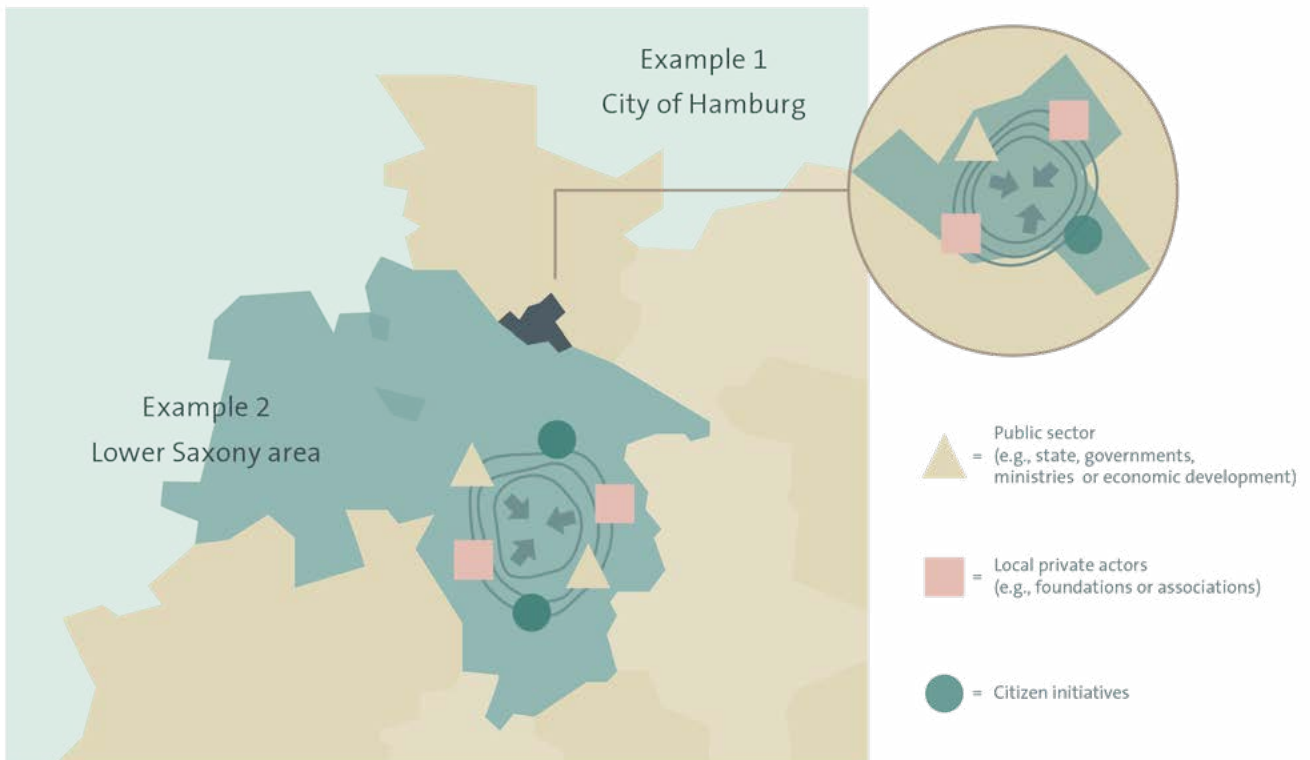 Example 1
City of Hamburg
Example 2
Lower Saxony area
= Public sector
(e.g., state, governments,
ministries or economic development)
= Local private actors
(e.g., foundations or associations)
= Citizen initiatives